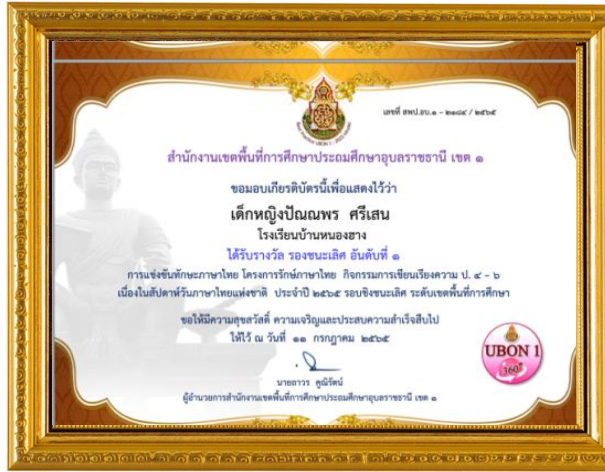 เลขที่ สพป.อบ.๑ - ๒๑๘๔ / ๒๕๖๕
สำนักงานเขตพื้นที่การศึกษาประถมศึกษาอุบลราชธานี เขต ๑
ขอมอบเกียรติบัตรนี้เพื่อแสดงไว้ว่า
เด็กหญิงปัณณพร ศรีเสน
โรงเรียนบ้านหนองฮาง
ได้รับรางวัล รองชนะเลิศ อันดับที่ ๑
การแข่งขันทักษะภาษาไทย โครงการรักษ์ภาษาไทย กิจกรรมการเขียนเรียงความ ป. ๔ - ๖
เนื่องในสัปดาห์วันภาษาไทยแห่งชาติ ประจำปี ๒๕๖๕ รอบชิงชนะเลิศ ระดับเขตพื้นที่การศึกษา
ขอให้มีความสุขสวัสดิ์ ความเจริญและประสบความสำเร็จสืบไป
ให้ไว้ ณ วันที่ ๑๑ กรกฎาคม ๒๕๖๕
UBON 1
360°
นายถาวร คูณิรัตน์
ผู้อำนวยการสำนักงานเขตพื้นที่การศึกษาประถมศึกษาอุบลราชธานี เขต ๑